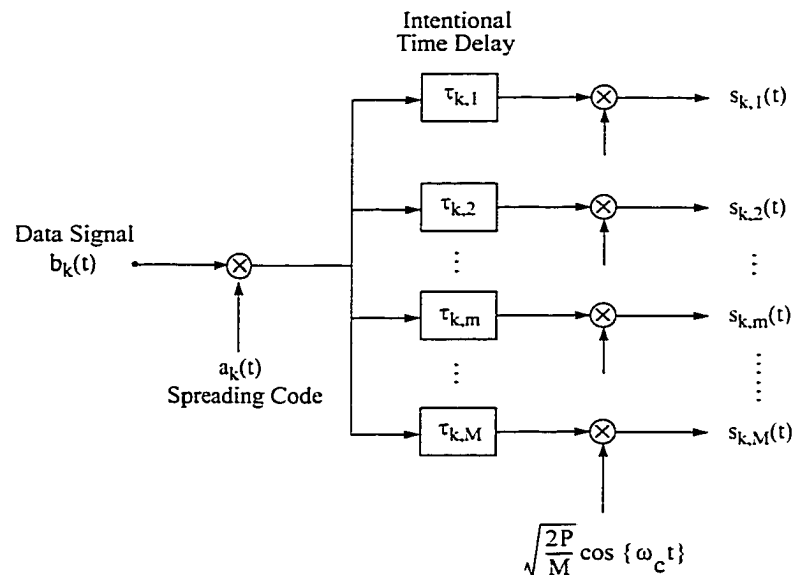 Intentional
Time Delay
τk,1
sk,1(t)
τk,2
sk,2(t)
Data Signal
bk(t)
⋮
⋮
τk,m
sk,m(t)
ak(t)
Spreading Code
⋮
⋮
τk,M
sk,M(t)
√(2P/M) cos {ωc t}